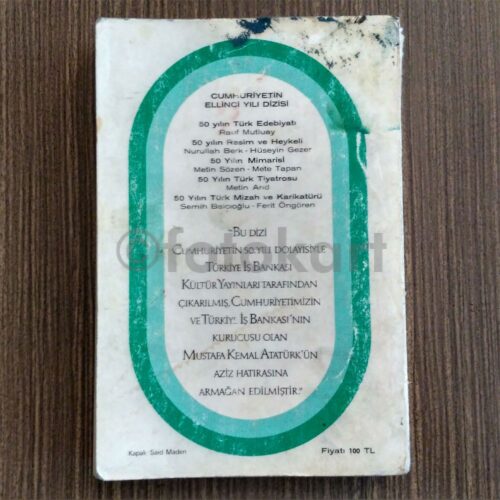 CUMHURİYETİN
ELLİNCİ YILI DİZİSİ
50 yılın Türk Edebiyatı
Rauf Mutluay
50 yılın Resim ve Heykeli
Nurullah Berk - Hüseyin Gezer
50 Yılın Mimarisi
Metin Sözen - Mete Tapan
50 Yılın Türk Tiyatrosu
Metin And
50 Yılın Türk Mizah ve Karikatürü
Semih Balcıoğlu - Ferit Öngören
"BU DİZİ
CUMHURİYETİN 50. YILI DOLAYISIYLE
TÜRKİYE İŞ BANKASI
KÜLTÜR YAYINLARI TARAFINDAN
ÇIKARILMIŞ, CUMHURİYETİMİZİN
VE TÜRKİYE İŞ BANKASI'NIN
KURUCUSU OLAN
MUSTAFA KEMAL ATATÜRK'ÜN
AZİZ HATIRASINA
ARMAĞAN EDİLMİŞTİR."
Kapak: Said Maden
Fiyatı 100 TL